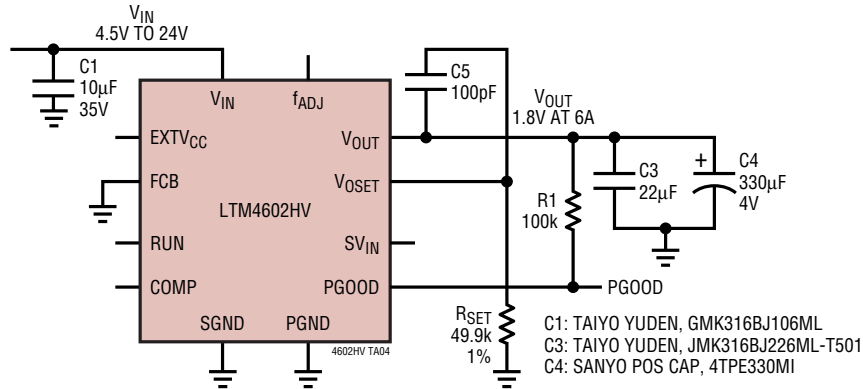 VIN
4.5V TO 24V
C1
10µF
35V
C5
100pF
VOUT
1.8V AT 6A
VIN
fADJ
EXTVCC
VOUT
FCB
VOSET
LTM4602HV
RUN
SVIN
COMP
PGOOD
SGND
PGND
4602HV TA04
R1
100k
C3
22µF
+
C4
330µF
4V
PGOOD
RSET
49.9k
1%
C1: TAIYO YUDEN, GMK316BJ106ML
C3: TAIYO YUDEN, JMK316BJ226ML-T501
C4: SANYO POS CAP, 4TPE330MI